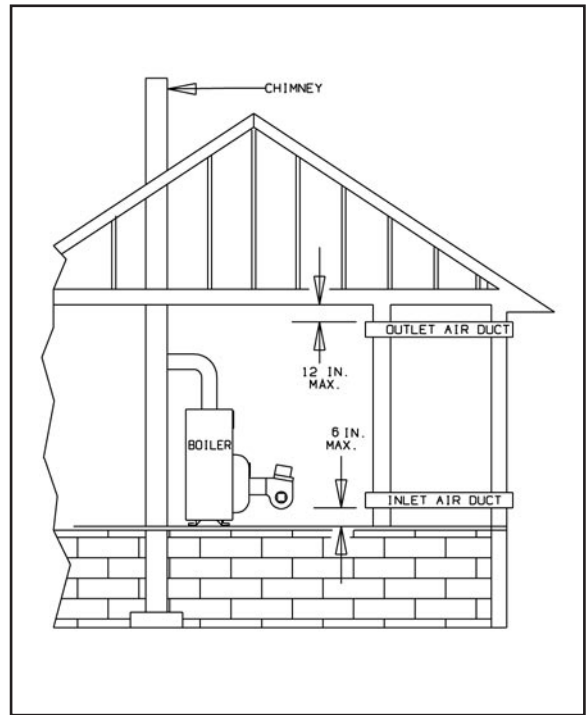 CHIMNEY
OUTLET AIR DUCT
12 IN.
MAX.
6 IN.
MAX.
BOILER
INLET AIR DUCT